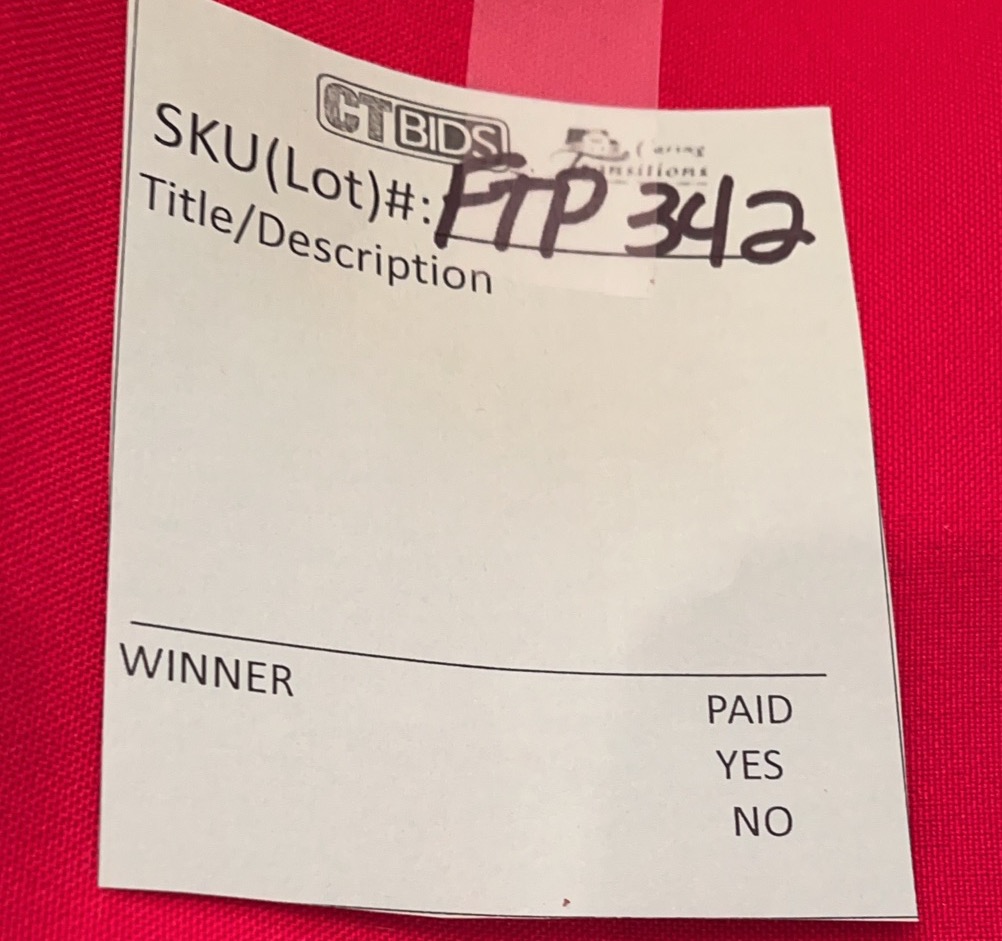 CTBIDS
Caring
Transitions
SKU(Lot)#: FTP 342
Title/Description
WINNER
PAID
YES
NO